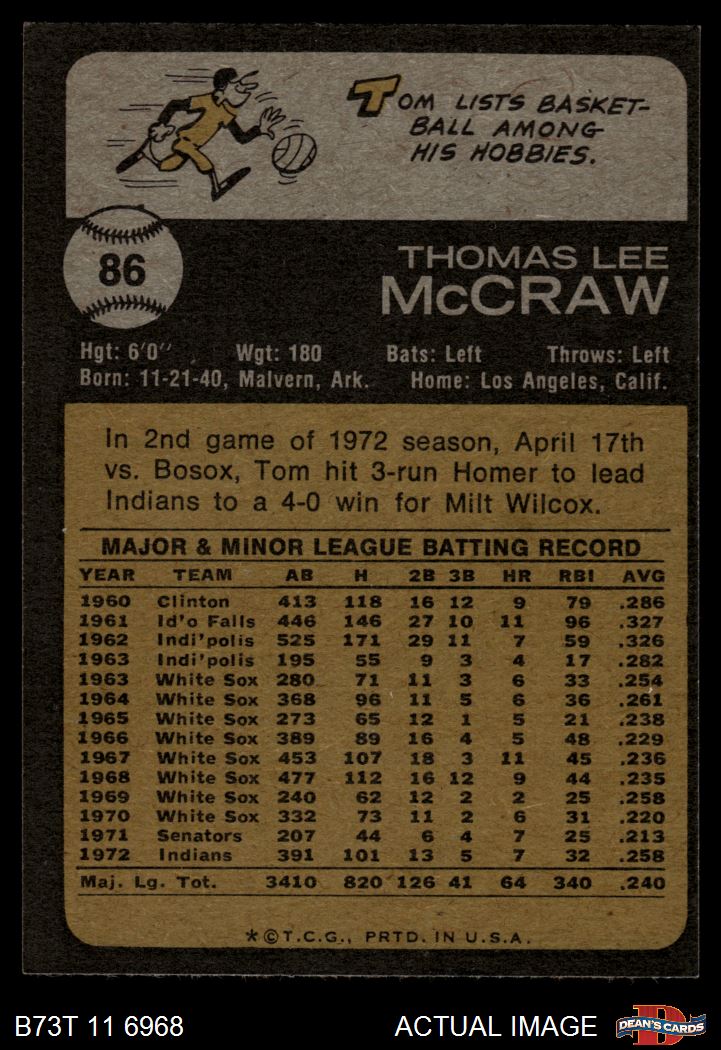 TOM LISTS BASKET-
BALL AMONG
HIS HOBBIES.
86
THOMAS LEE
McCRAW
Hgt: 6'0" Wgt: 180 Bats: Left Throws: Left
Born: 11-21-40, Malvern, Ark. Home: Los Angeles, Calif.
In 2nd game of 1972 season, April 17th
vs. Bosox, Tom hit 3-run Homer to lead
Indians to a 4-0 win for Milt Wilcox.
MAJOR & MINOR LEAGUE BATTING RECORD
YEAR TEAM AB H 2B 3B HR RBI AVG
1960 Clinton 413 118 16 12 9 79 .286
1961 Id'o Falls 446 146 27 10 11 96 .327
1962 Indi'polis 525 171 29 11 7 59 .326
1963 Indi'polis 195 55 9 3 4 17 .282
1963 White Sox 280 71 11 3 6 33 .254
1964 White Sox 368 96 11 5 6 36 .261
1965 White Sox 273 65 12 1 5 21 .238
1966 White Sox 389 89 16 4 5 48 .229
1967 White Sox 453 107 18 3 11 45 .236
1968 White Sox 477 112 16 12 9 44 .235
1969 White Sox 240 62 12 2 2 25 .258
1970 White Sox 332 73 11 2 6 31 .220
1971 Senators 207 44 6 4 7 25 .213
1972 Indians 391 101 13 5 7 32 .258
Maj. Lg. Tot. 3410 820 126 41 64 340 .240
*©T.C.G., PRTD. IN U.S.A.
B73T 11 6968 ACTUAL IMAGE
D
DEAN'S CARDS